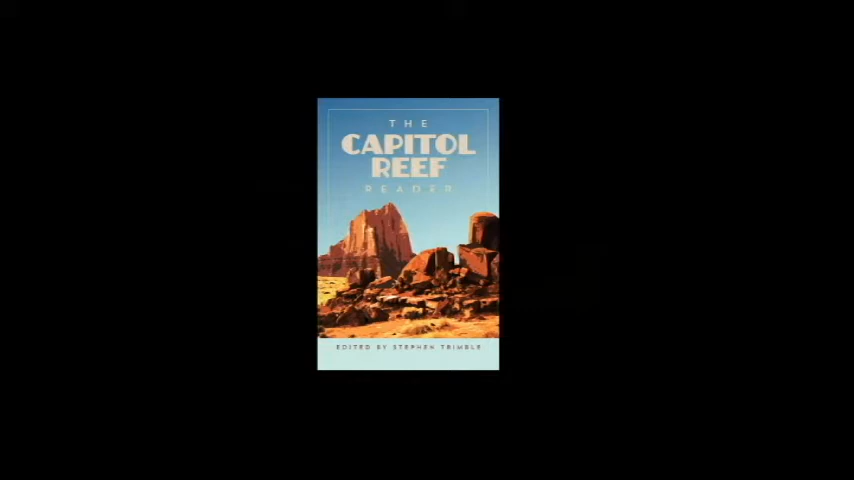 THE
CAPITOL
REEF
READER
EDITED BY STEPHEN TRIMBLE